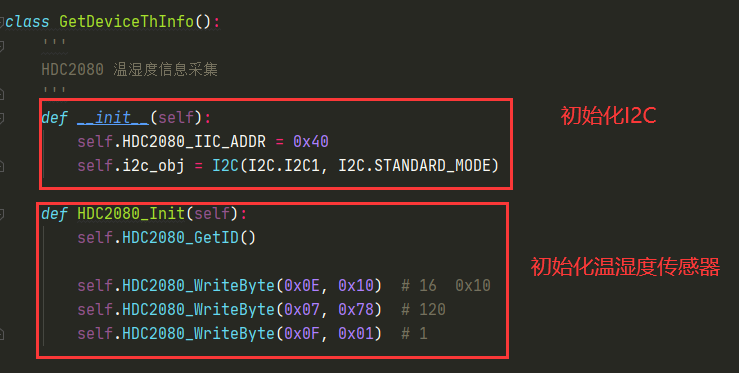 class GetDeviceThInfo():
'''
HDC2080 温湿度信息采集
'''
def __init__(self):
self.HDC2080_IIC_ADDR = 0x40
self.i2c_obj = I2C(I2C.I2C1, I2C.STANDARD_MODE)
初始化I2C
def HDC2080_Init(self):
self.HDC2080_GetID()
self.HDC2080_WriteByte(0x0E, 0x10)  # 16  0x10
self.HDC2080_WriteByte(0x07, 0x78)  # 120
self.HDC2080_WriteByte(0x0F, 0x01)  # 1
初始化温湿度传感器